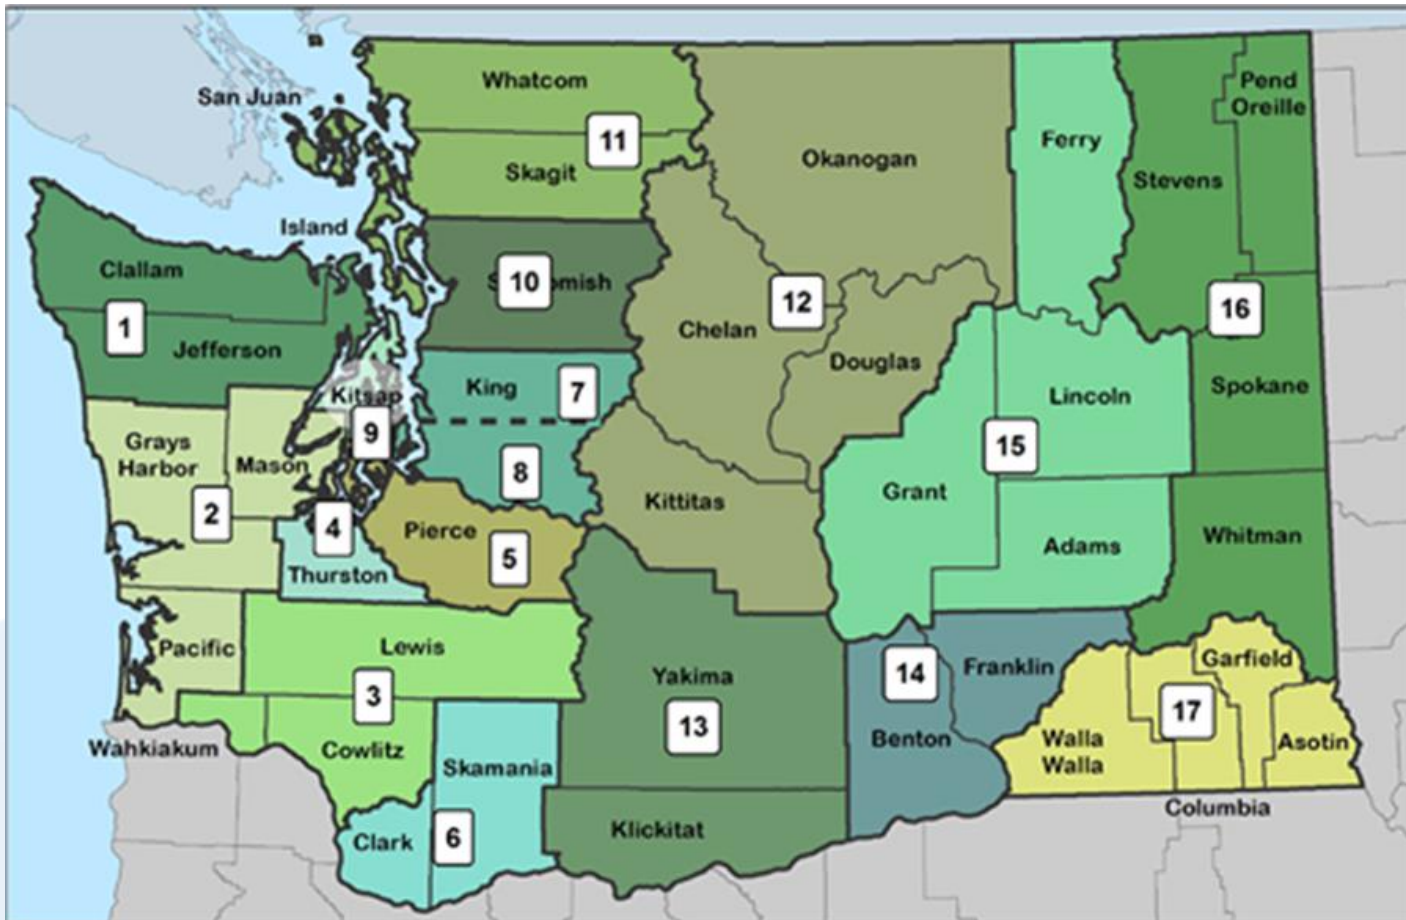 Whatcom
Pend
Oreille
San Juan
11
Ferry
Okanogan
Skagit
Stevens
Island
Clallam
10
S omish
12
16
1
Chelan
Jefferson
Douglas
King
7
Spokane
Kitsap
Lincoln
9
Grays
Harbor
Mason
15
8
Grant
Kittitas
2
4
Pierce
5
Whitman
Adams
Thurston
Pacific
Lewis
Garfield
Franklin
Yakima
14
3
17
13
Benton
Walla
Walla
Asotin
Wahkiakum
Cowlitz
Skamania
Columbia
Klickitat
Clark
6